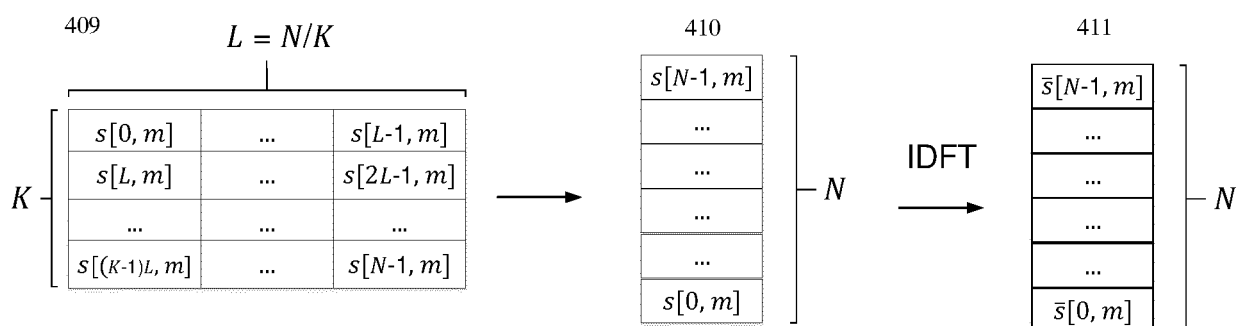 409
L = N/K
410
411
K
s[0, m] ... s[L-1, m]
s[L, m] ... s[2L-1, m]
... ... ...
s[(K-1)L, m] ... s[N-1, m]
s[N-1, m]
...
...
...
...
s[0, m]
N
IDFT
s̅[N-1, m]
...
...
...
...
s̅[0, m]
N